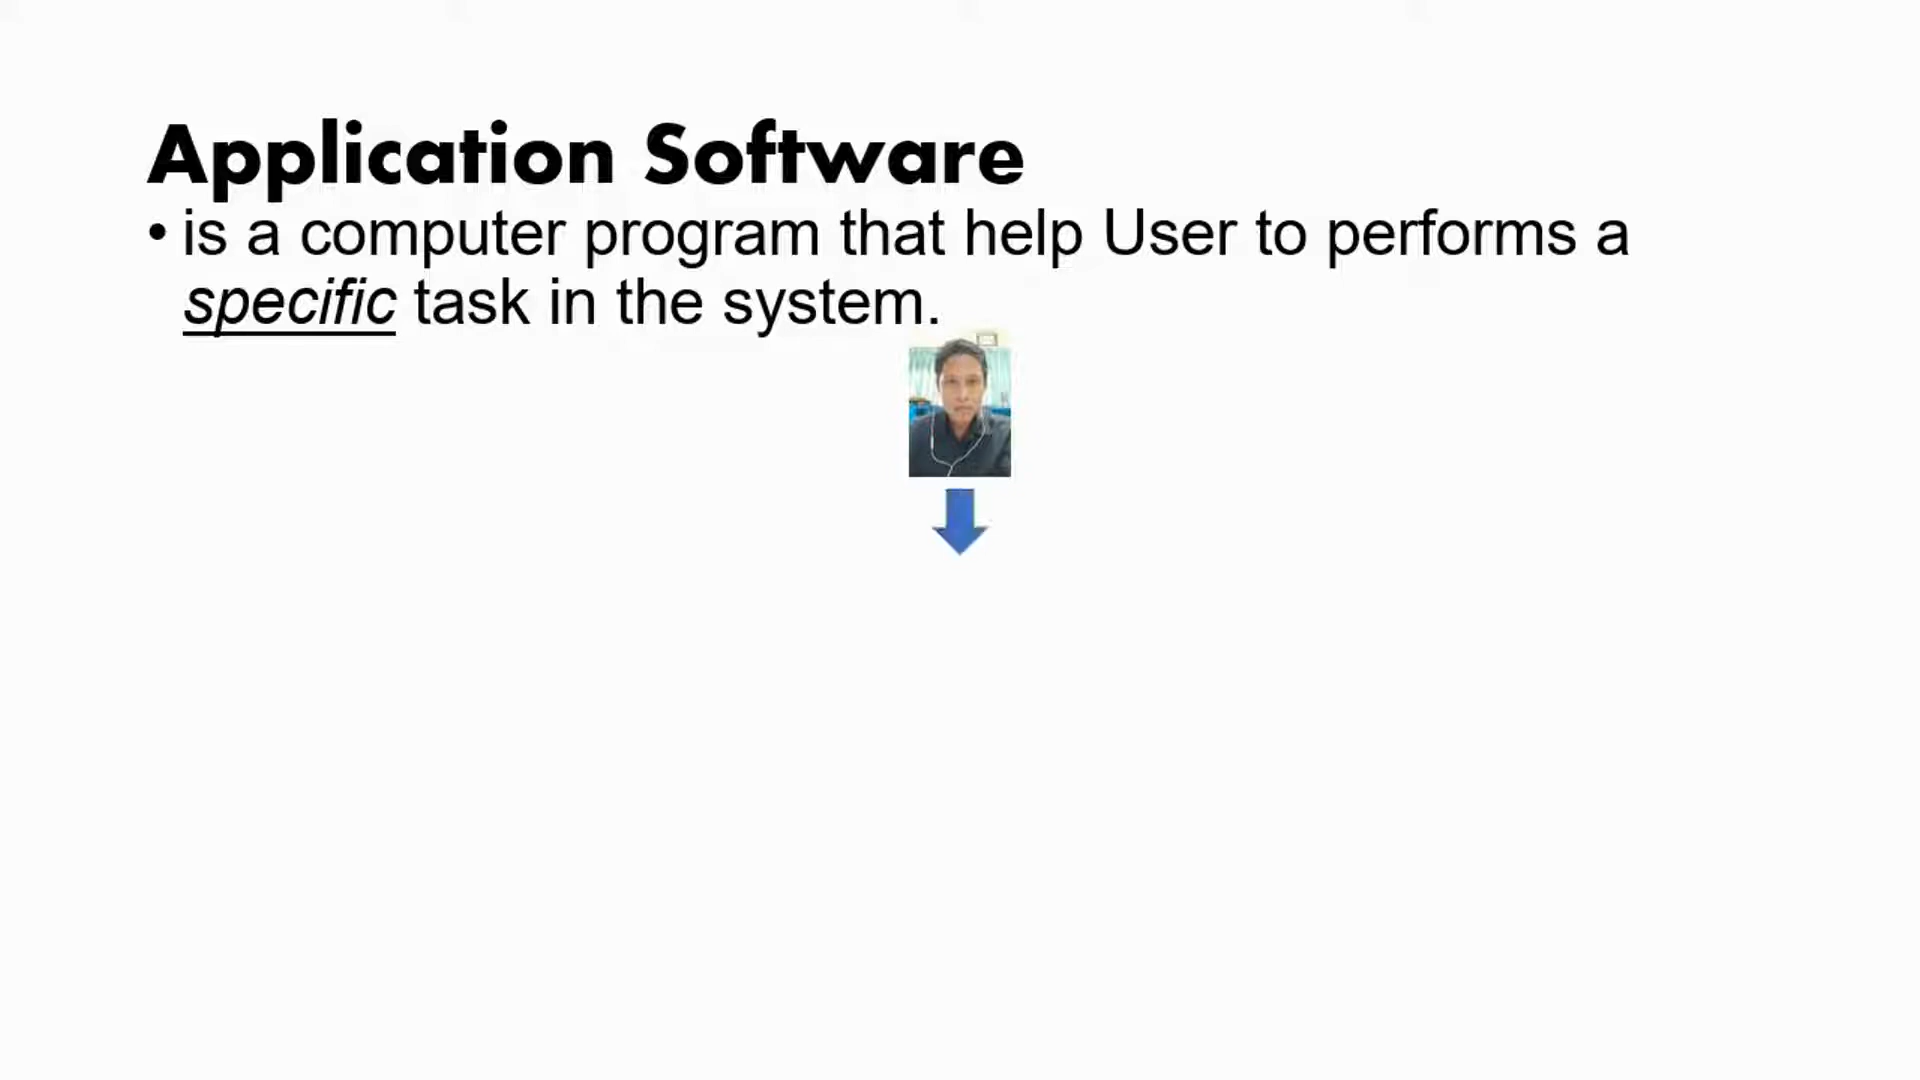 Application Software
• is a computer program that help User to performs a
specific task in the system.